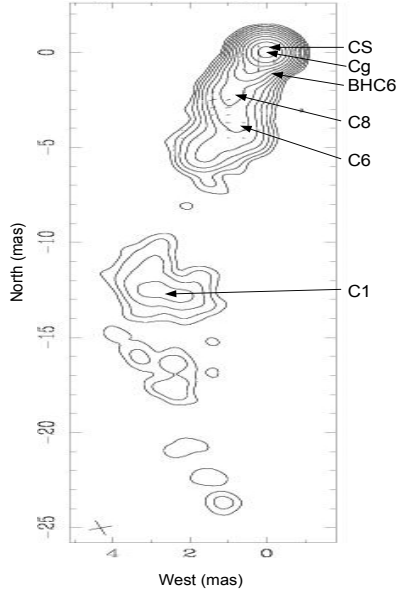 0
CS
Cg
BHC6
C8
C6
-5
-10
C1
-15
-20
-25
North (mas)
4 2 0
West (mas)